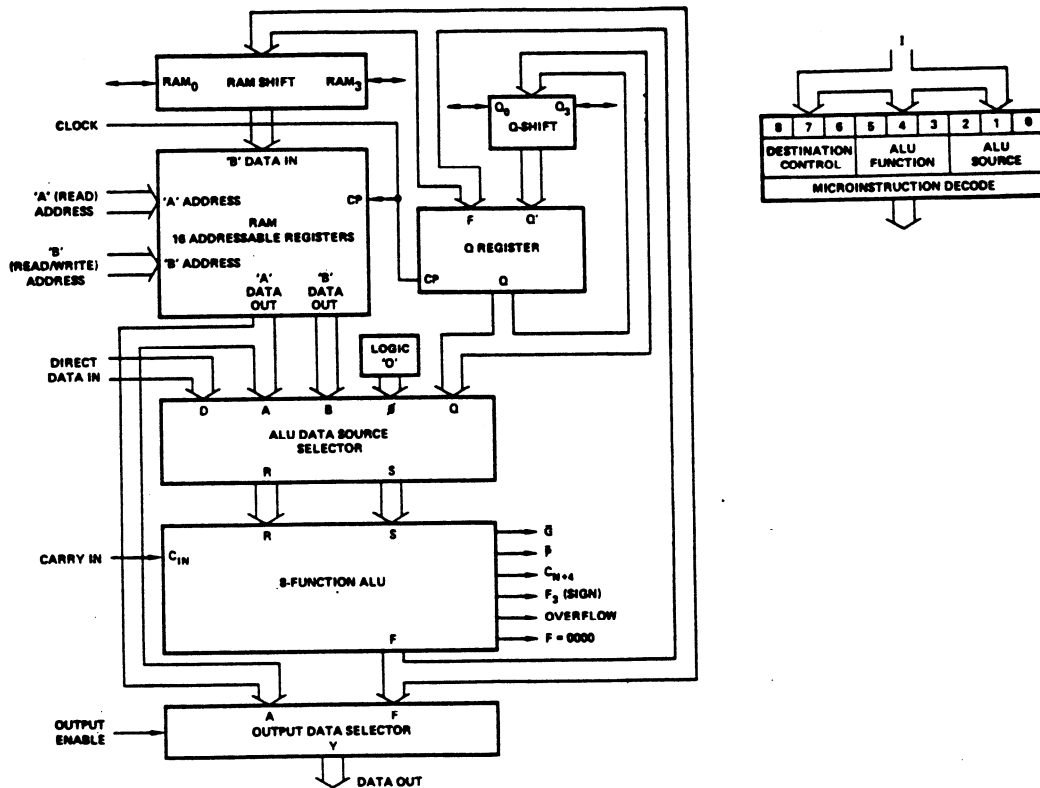 I
RAM0 RAM SHIFT RAM3
Q0 Q3
Q-SHIFT
CLOCK
8 7 6 5 4 3 2 1 0
DESTINATION CONTROL
ALU FUNCTION
ALU SOURCE
MICROINSTRUCTION DECODE
'B' DATA IN
'A' (READ)
ADDRESS
'A' ADDRESS
CP
RAM
16 ADDRESSABLE REGISTERS
F Q'
Q REGISTER
CP Q
'B'
(READ/WRITE)
ADDRESS
'B' ADDRESS
'A'
DATA
OUT
'B'
DATA
OUT
LOGIC
'0'
DIRECT
DATA IN
D A B Ø Q
ALU DATA SOURCE
SELECTOR
R S
R S
CARRY IN
CIN
8-FUNCTION ALU
F
G̅
P̅
CN+4
F3 (SIGN)
OVERFLOW
F = 0000
A F
OUTPUT
ENABLE
OUTPUT DATA SELECTOR
Y
DATA OUT